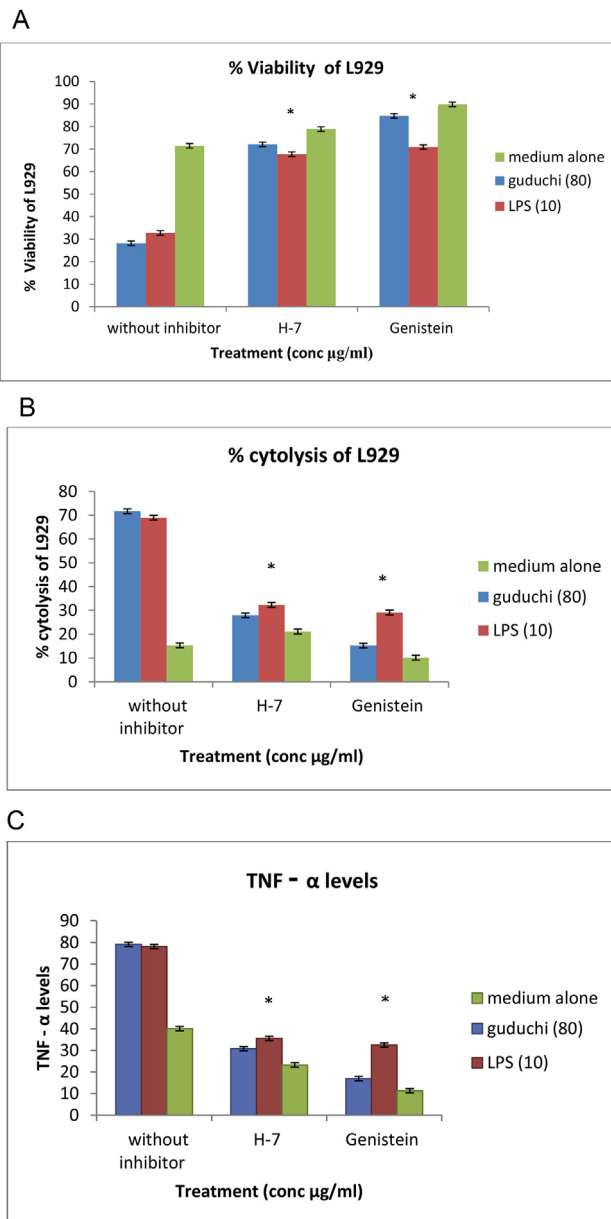 A
% Viability of L929
100
90
80
70
60
50
40
30
20
10
0
% Viability of L929
*
*
without inhibitor
H-7
Genistein
Treatment (conc µg/ml)
medium alone
guduchi (80)
LPS (10)
B
% cytolysis of L929
80
70
60
50
40
30
20
10
0
% cytolysis of L929
*
*
without
inhibitor
H-7
Genistein
Treatment (conc µg/ml)
medium alone
guduchi (80)
LPS (10)
C
TNF - α levels
90
80
70
60
50
40
30
20
10
0
TNF - α levels
*
*
without
inhibitor
H-7
Genistein
Treatment (conc µg/ml)
medium alone
guduchi (80)
LPS (10)